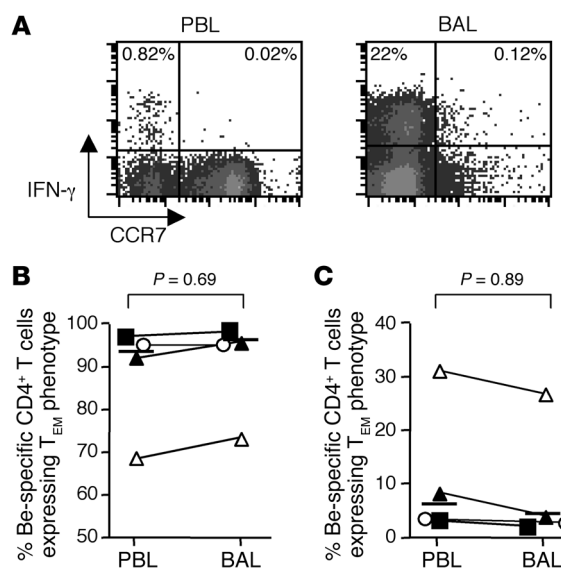 A
PBL
BAL
0.82%
0.02%
22%
0.12%
IFN-γ
CCR7
B
P = 0.69
100
90
80
70
60
50
% Be-specific CD4+ T cells
expressing TEM phenotype
PBL
BAL
C
P = 0.89
40
30
20
10
0
% Be-specific CD4+ T cells
expressing TEM phenotype
PBL
BAL